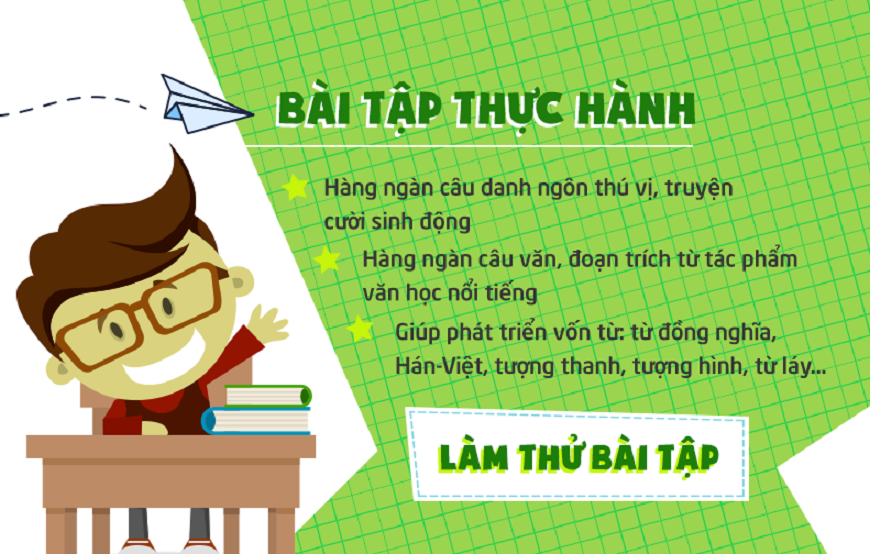 BÀI TẬP THỰC HÀNH
Hàng ngàn câu danh ngôn thú vị, truyện
cười sinh động
Hàng ngàn câu văn, đoạn trích từ tác phẩm
văn học nổi tiếng
Giúp phát triển vốn từ: từ đồng nghĩa,
Hán-Việt, tượng thanh, tượng hình, từ láy...
LÀM THỬ BÀI TẬP